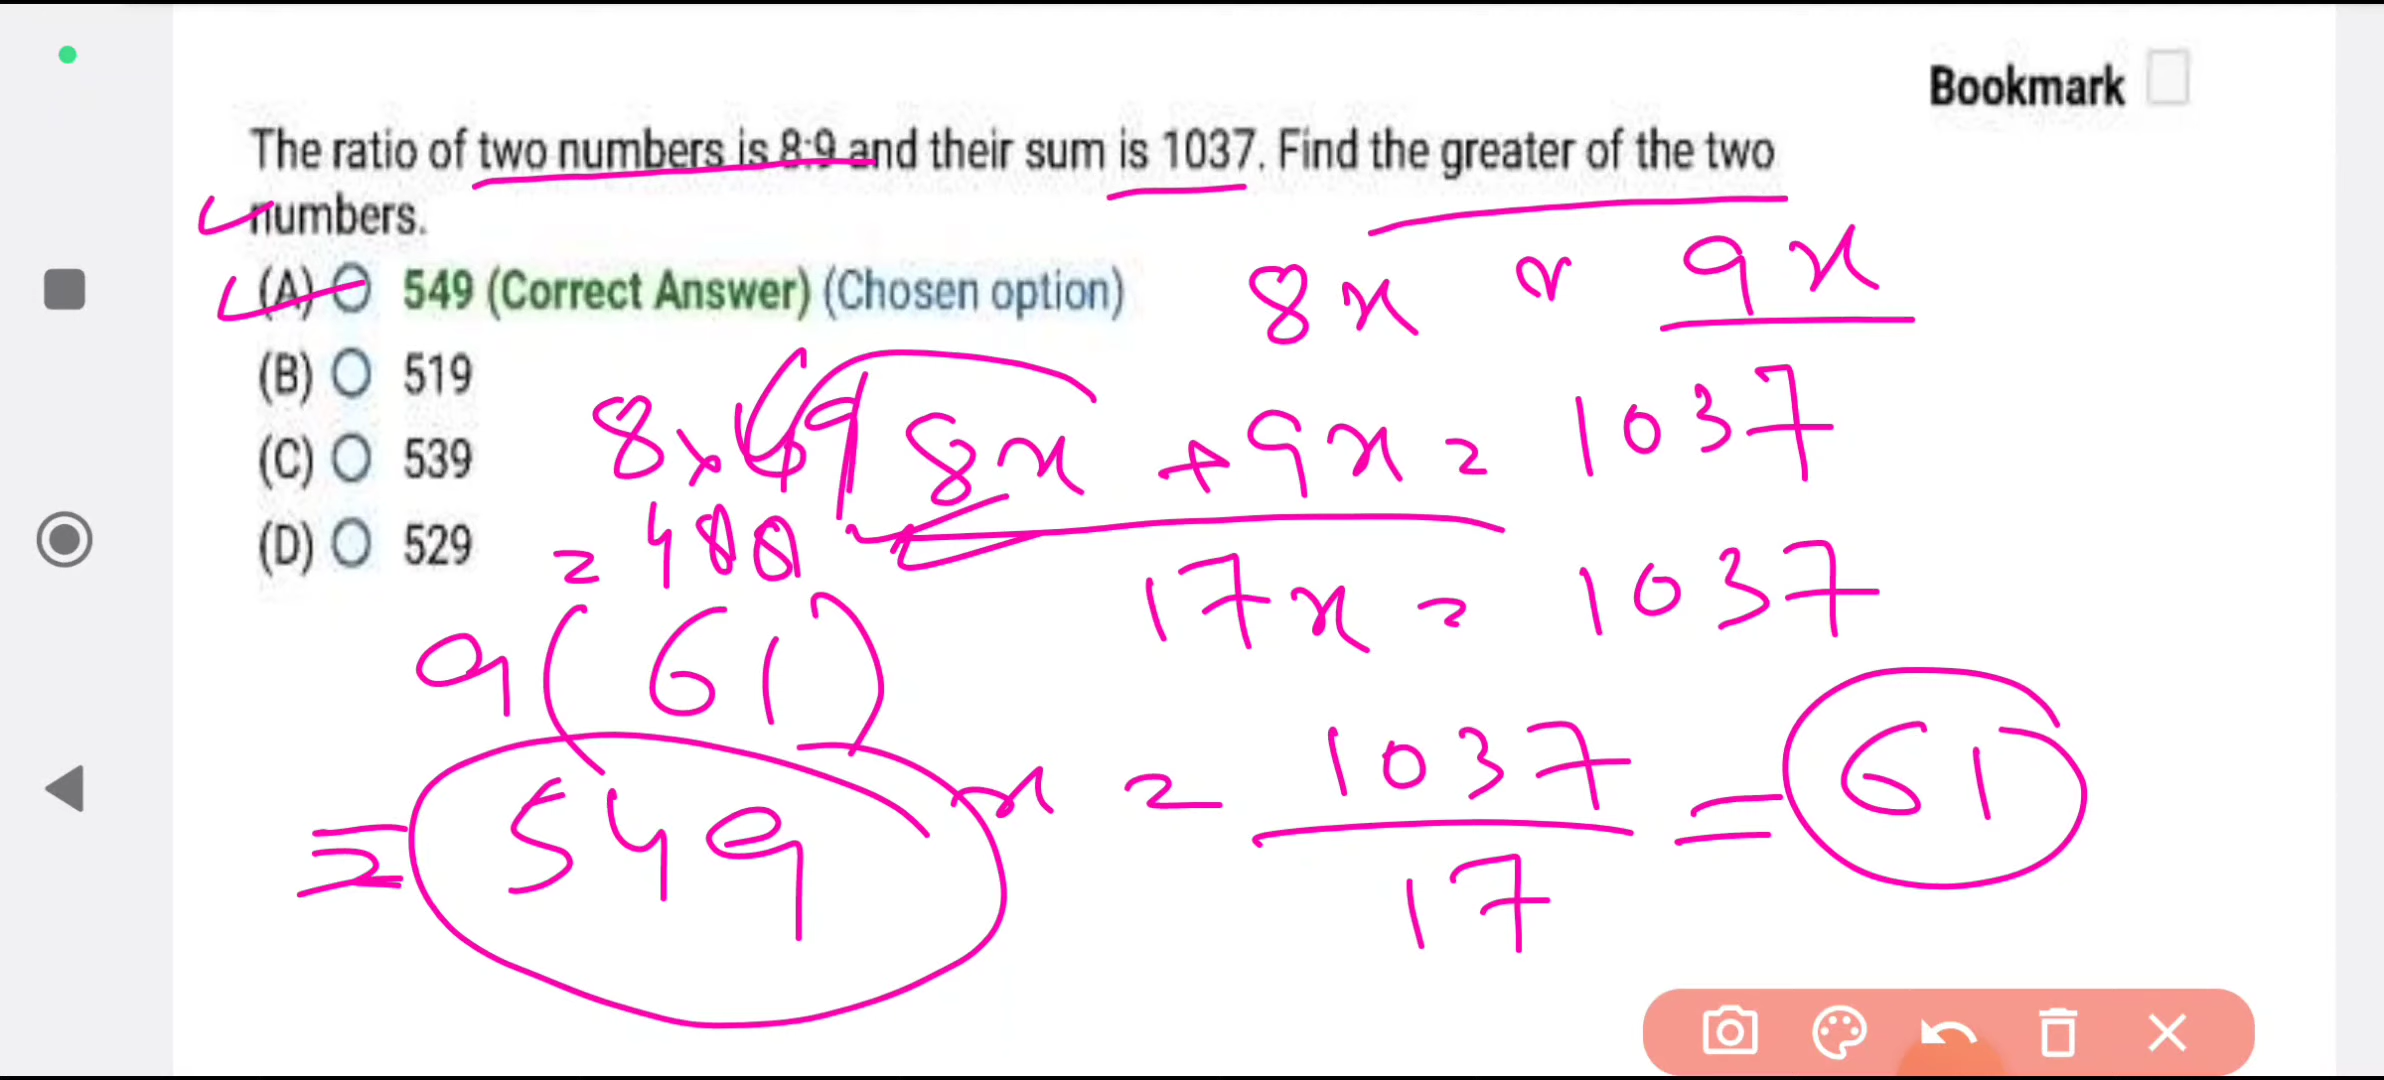 Bookmark
The ratio of two numbers is 8:9 and their sum is 1037. Find the greater of the two
numbers.
(A) 549 (Correct Answer) (Chosen option)
(B) 519
(C) 539
(D) 529
8x 9x
8x + 9x = 1037
17x = 1037
x = 1037/17 = 61
8x
= 488
9(61)
= 549